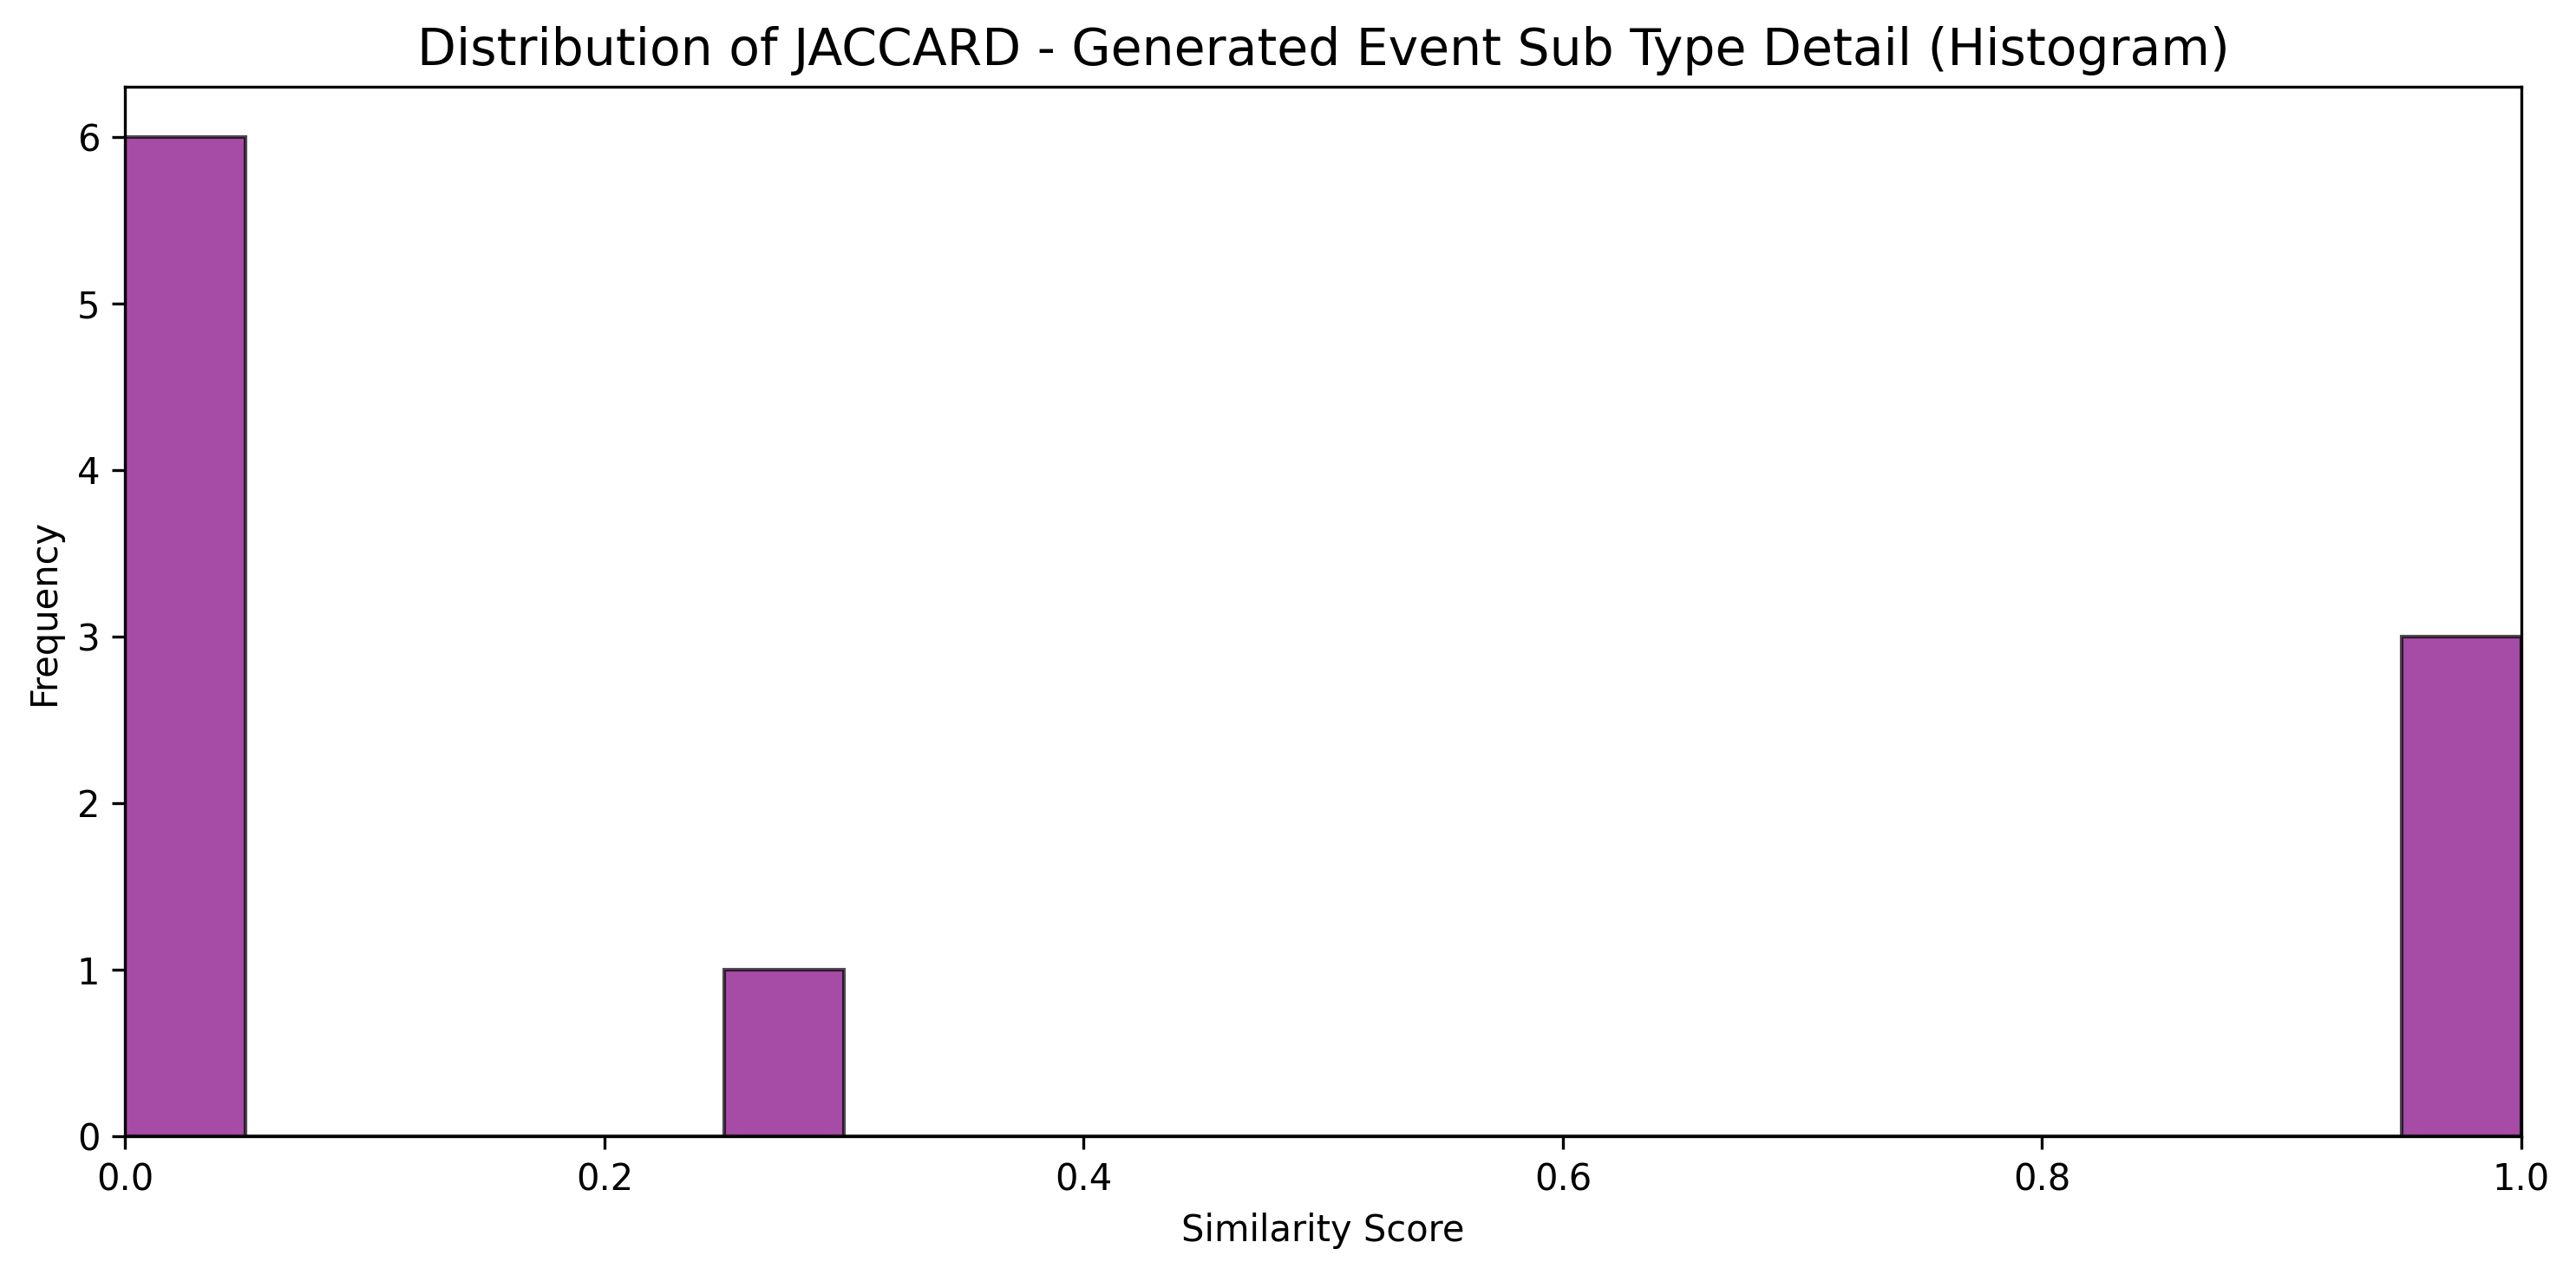 Distribution of JACCARD - Generated Event Sub Type Detail (Histogram)
6
5
4
3
2
1
0
Frequency
0.0 0.2 0.4 0.6 0.8 1.0
Similarity Score